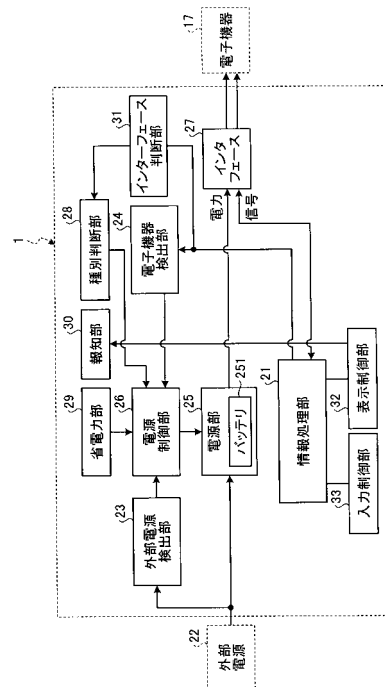 1
17
電子機器
31
インターフェース
判断部
27
インタ
フェース
28
種別判断部
24
電子機器
検出部
電力
信号
30
報知部
29
省電力部
26
電源
制御部
25
電源部
251
バッテリ
21
情報処理部
32
表示制御部
33
入力制御部
23
外部電源
検出部
22
外部
電源